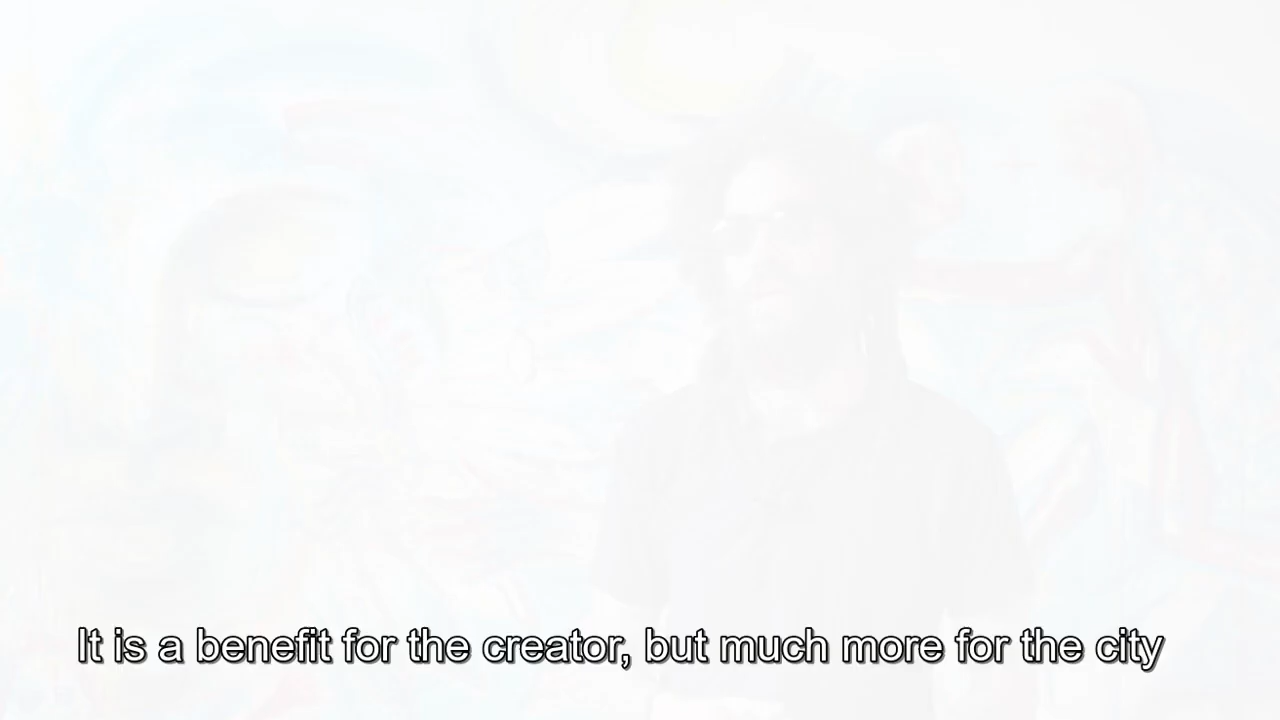 It is a benefit for the creator, but much more for the city